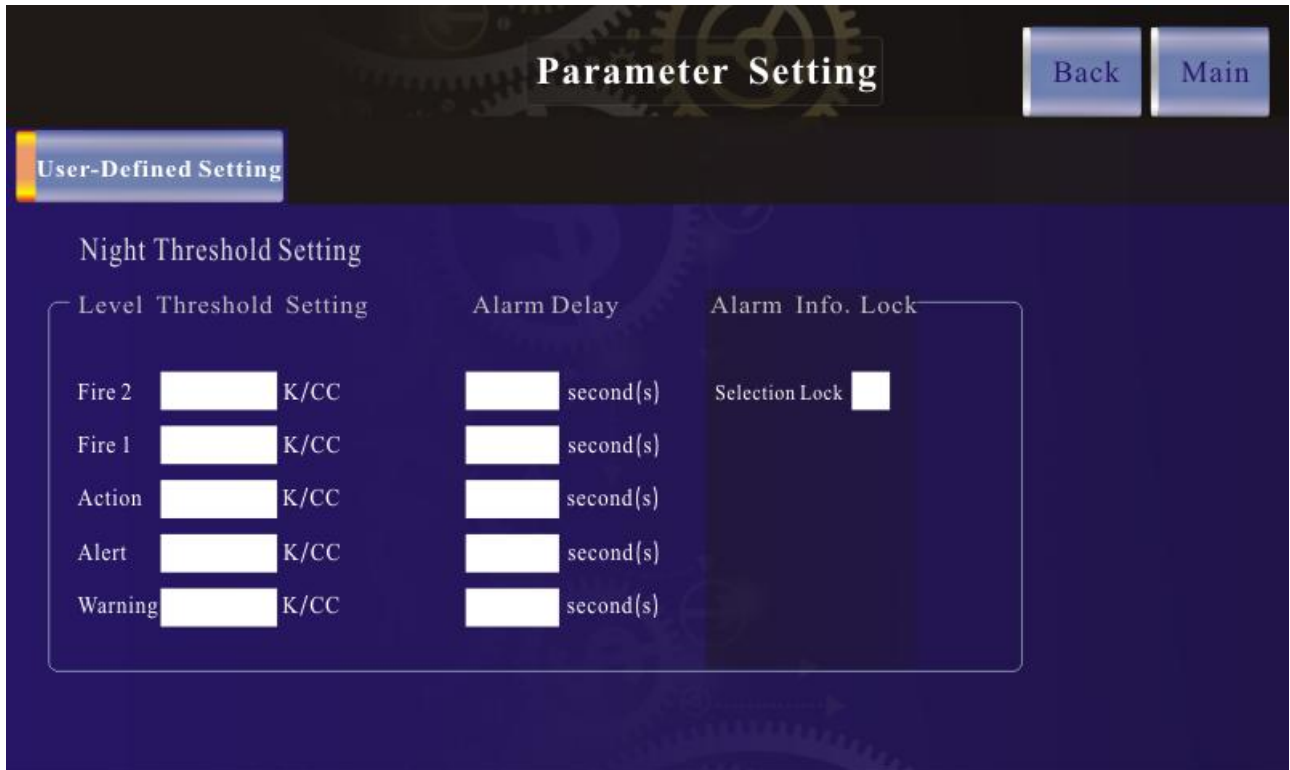 Parameter Setting
Back
Main
User-Defined Setting
Night Threshold Setting
Level Threshold Setting Alarm Delay Alarm Info. Lock
Fire 2 K/CC second(s) Selection Lock
Fire 1 K/CC second(s)
Action K/CC second(s)
Alert K/CC second(s)
Warning K/CC second(s)